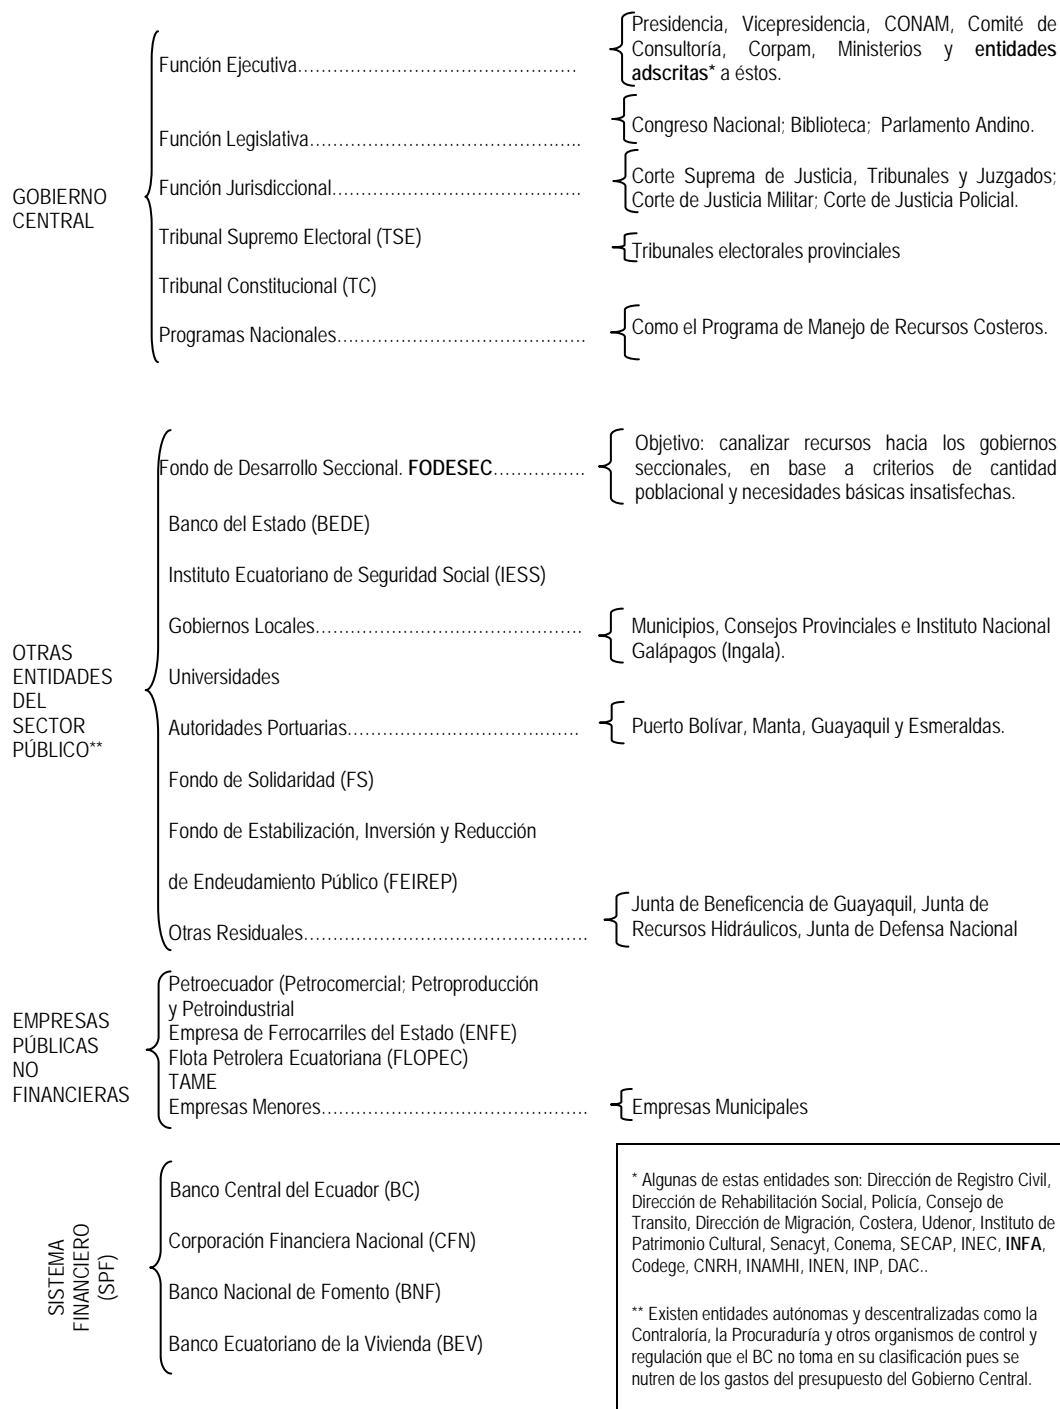 GOBIERNO
CENTRAL
Función Ejecutiva…………………………………………
Presidencia, Vicepresidencia, CONAM, Comité de
Consultoría, Corpam, Ministerios y entidades
adscritas* a éstos.
Función Legislativa………………………………………..
Congreso Nacional; Biblioteca; Parlamento Andino.
Función Jurisdiccional……………………………………
Corte Suprema de Justicia, Tribunales y Juzgados;
Corte de Justicia Militar; Corte de Justicia Policial.
Tribunal Supremo Electoral (TSE)
Tribunales electorales provinciales
Tribunal Constitucional (TC)
Programas Nacionales…………………………………….
Como el Programa de Manejo de Recursos Costeros.
OTRAS
ENTIDADES
DEL
SECTOR
PÚBLICO**
Fondo de Desarrollo Seccional. FODESEC……………
Objetivo: canalizar recursos hacia los gobiernos
seccionales, en base a criterios de cantidad
poblacional y necesidades básicas insatisfechas.
Banco del Estado (BEDE)
Instituto Ecuatoriano de Seguridad Social (IESS)
Gobiernos Locales………………………………………
Municipios, Consejos Provinciales e Instituto Nacional
Galápagos (Ingala).
Universidades
Autoridades Portuarias………………………………….
Puerto Bolívar, Manta, Guayaquil y Esmeraldas.
Fondo de Solidaridad (FS)
Fondo de Estabilización, Inversión y Reducción
de Endeudamiento Público (FEIREP)
Otras Residuales………………………………………….
Junta de Beneficencia de Guayaquil, Junta de
Recursos Hidráulicos, Junta de Defensa Nacional
EMPRESAS
PÚBLICAS
NO
FINANCIERAS
Petroecuador (Petrocomercial; Petroproducción
y Petroindustrial
Empresa de Ferrocarriles del Estado (ENFE)
Flota Petrolera Ecuatoriana (FLOPEC)
TAME
Empresas Menores……………………………………….
Empresas Municipales
SISTEMA
FINANCIERO
(SPF)
Banco Central del Ecuador (BC)
Corporación Financiera Nacional (CFN)
Banco Nacional de Fomento (BNF)
Banco Ecuatoriano de la Vivienda (BEV)
* Algunas de estas entidades son: Dirección de Registro Civil,
Dirección de Rehabilitación Social, Policía, Consejo de
Transito, Dirección de Migración, Costera, Udenor, Instituto de
Patrimonio Cultural, Senacyt, Conema, SECAP, INEC, INFA,
Codege, CNRH, INAMHI, INEN, INP, DAC..
** Existen entidades autónomas y descentralizadas como la
Contraloría, la Procuraduría y otros organismos de control y
regulación que el BC no toma en su clasificación pues se
nutren de los gastos del presupuesto del Gobierno Central.